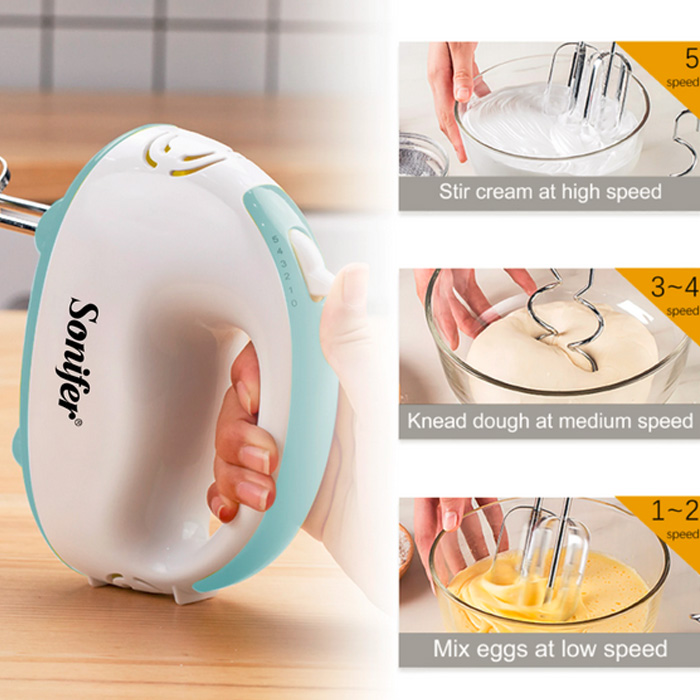 Sonifer®
5
4
3
2
1
0
5
speed
Stir cream at high speed
3~4
speed
Knead dough at medium speed
1~2
speed
Mix eggs at low speed